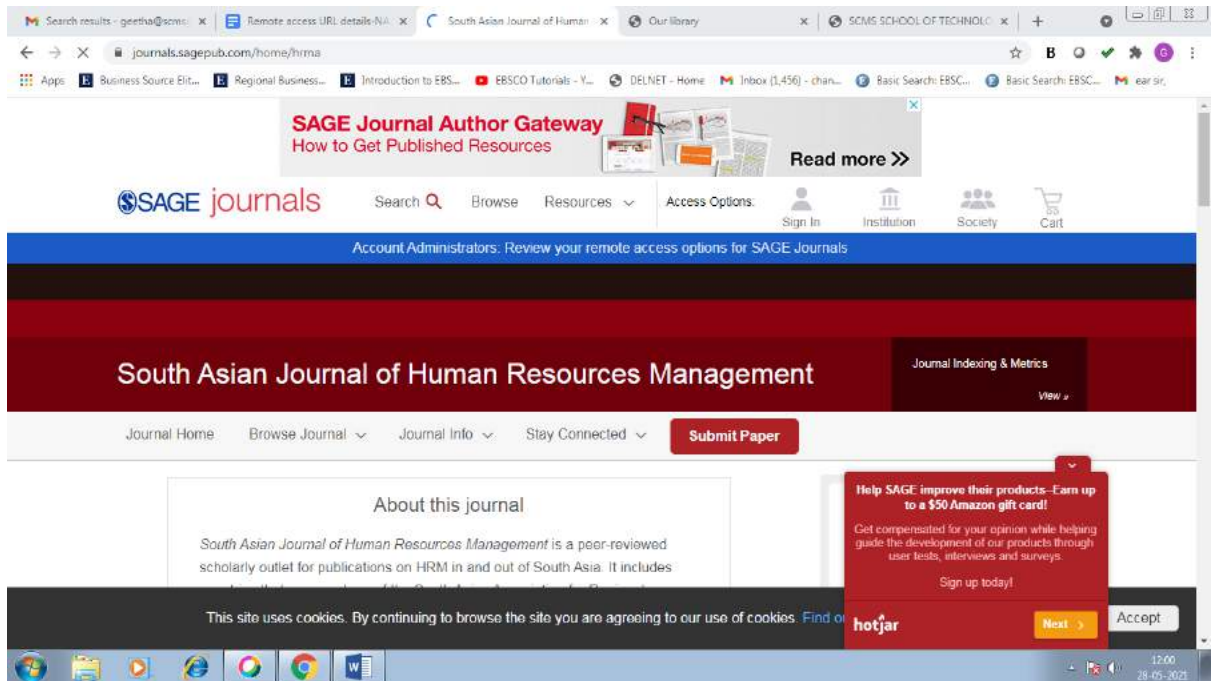 Search results - geetha@scms
Remote access URL details-NA
South Asian Journal of Human
Our library
SCMS SCHOOL OF TECHNOLO
journals.sagepub.com/home/hrma
Apps
Business Source Elit...
Regional Business...
Introduction to EBS...
EBSCO Tutorials - Y...
DELNET - Home
Inbox (1,456) - chan...
Basic Search: EBSC...
Basic Search: EBSC...
ear sir,
SAGE Journal Author Gateway
How to Get Published Resources
Read more >>
SAGE journals
Search
Browse
Resources
Access Options:
Sign In
Institution
Society
Cart
Account Administrators: Review your remote access options for SAGE Journals
South Asian Journal of Human Resources Management
Journal Indexing & Metrics
View »
Journal Home
Browse Journal
Journal Info
Stay Connected
Submit Paper
About this journal
South Asian Journal of Human Resources Management is a peer-reviewed
scholarly outlet for publications on HRM in and out of South Asia. It includes
Help SAGE improve their products--Earn up
to a $50 Amazon gift card!
Get compensated for your opinion while helping
guide the development of our products through
user tests, interviews and surveys.
Sign up today!
hotjar
Next >
This site uses cookies. By continuing to browse the site you are agreeing to our use of cookies. Find
Accept
12:00
28-05-2021